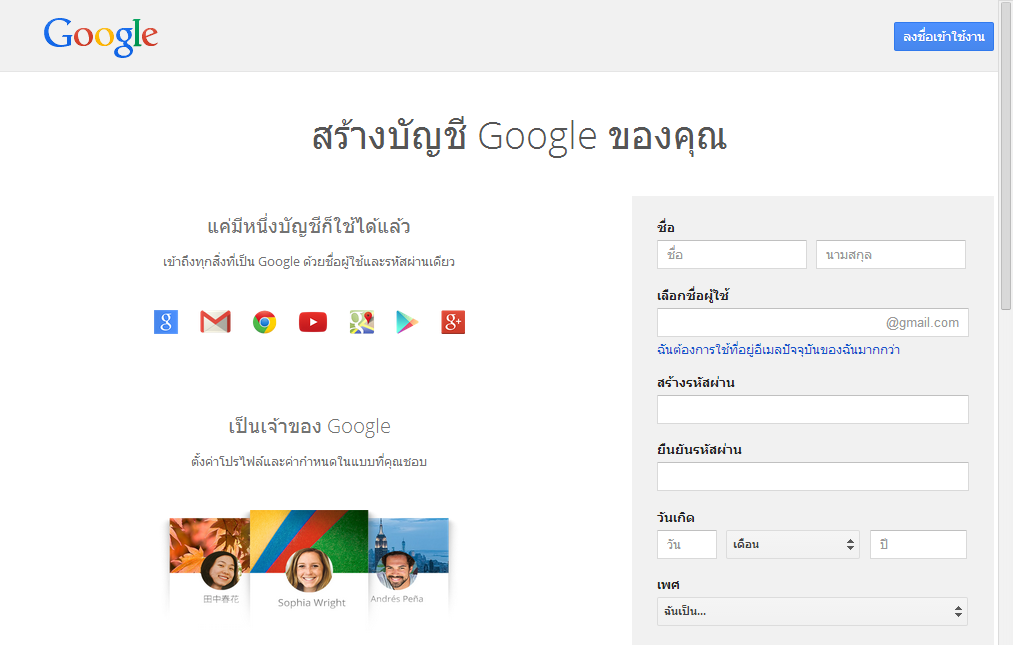 Google
ลงชื่อเข้าใช้งาน
สร้างบัญชี Google ของคุณ
แค่มีหนึ่งบัญชีก็ใช้ได้แล้ว
เข้าถึงทุกสิ่งที่เป็น Google ด้วยชื่อผู้ใช้และรหัสผ่านเดียว
เป็นเจ้าของ Google
ตั้งค่าโปรไฟล์และค่ากำหนดในแบบที่คุณชอบ
田中春花
Sophia Wright
Andrés Peña
ชื่อ
ชื่อ นามสกุล
เลือกชื่อผู้ใช้
@gmail.com
ฉันต้องการใช้ที่อยู่อีเมลปัจจุบันของฉันมากกว่า
สร้างรหัสผ่าน
ยืนยันรหัสผ่าน
วันเกิด
วัน เดือน ปี
เพศ
ฉันเป็น...